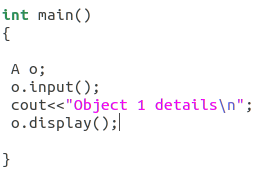 int main()
{
A o;
o.input();
cout<<"Object 1 details\n";
o.display();
}